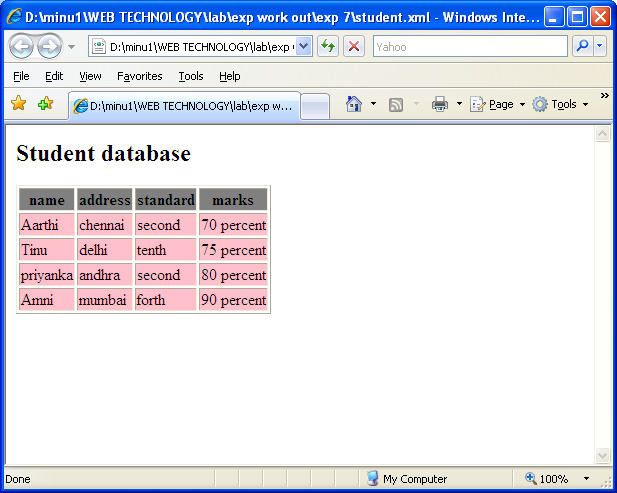 D:\minu1\WEB TECHNOLOGY\lab\exp work out\exp 7\student.xml - Windows Inte...
D:\minu1\WEB TECHNOLOGY\lab\exp
Yahoo
File Edit View Favorites Tools Help
D:\minu1\WEB TECHNOLOGY\lab\exp w... Page Tools »
Student database
name address standard marks
Aarthi chennai second 70 percent
Tinu delhi tenth 75 percent
priyanka andhra second 80 percent
Amni mumbai forth 90 percent
Done My Computer 100%